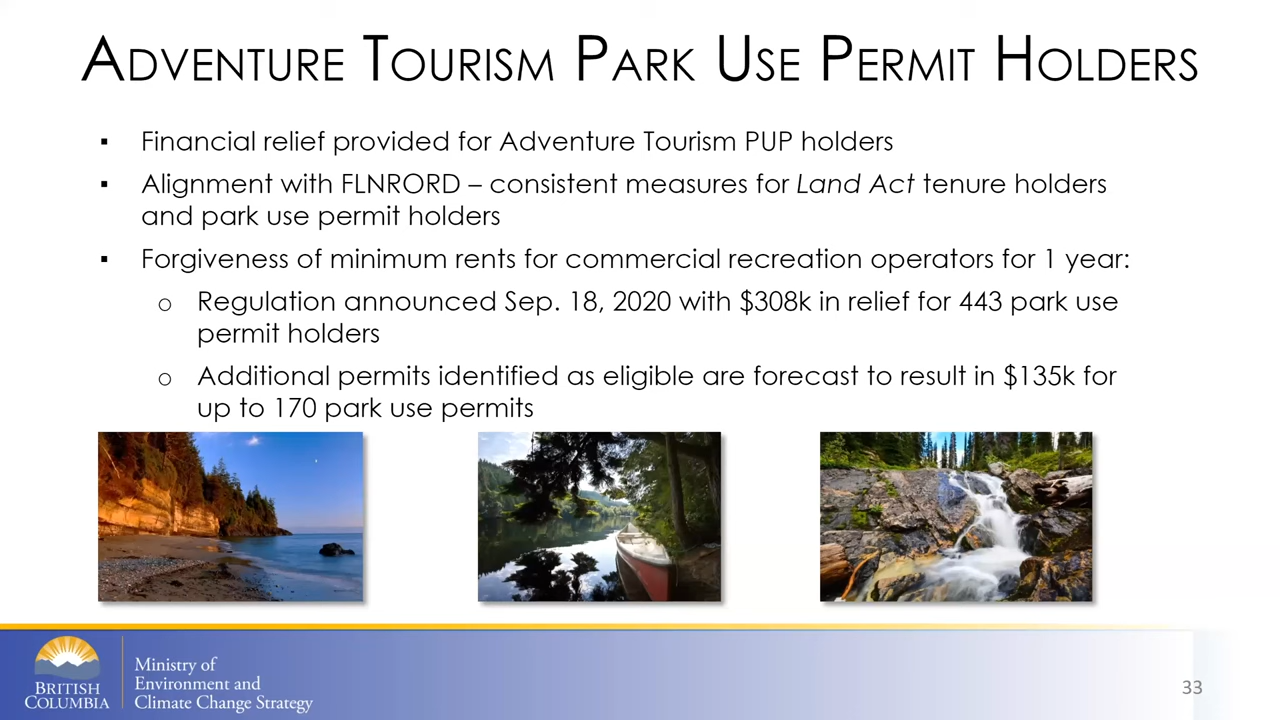 ADVENTURE TOURISM PARK USE PERMIT HOLDERS
▪ Financial relief provided for Adventure Tourism PUP holders
▪ Alignment with FLNRORD – consistent measures for Land Act tenure holders
and park use permit holders
▪ Forgiveness of minimum rents for commercial recreation operators for 1 year:
o Regulation announced Sep. 18, 2020 with $308k in relief for 443 park use
permit holders
o Additional permits identified as eligible are forecast to result in $135k for
up to 170 park use permits
BRITISH
COLUMBIA
Ministry of
Environment and
Climate Change Strategy
33